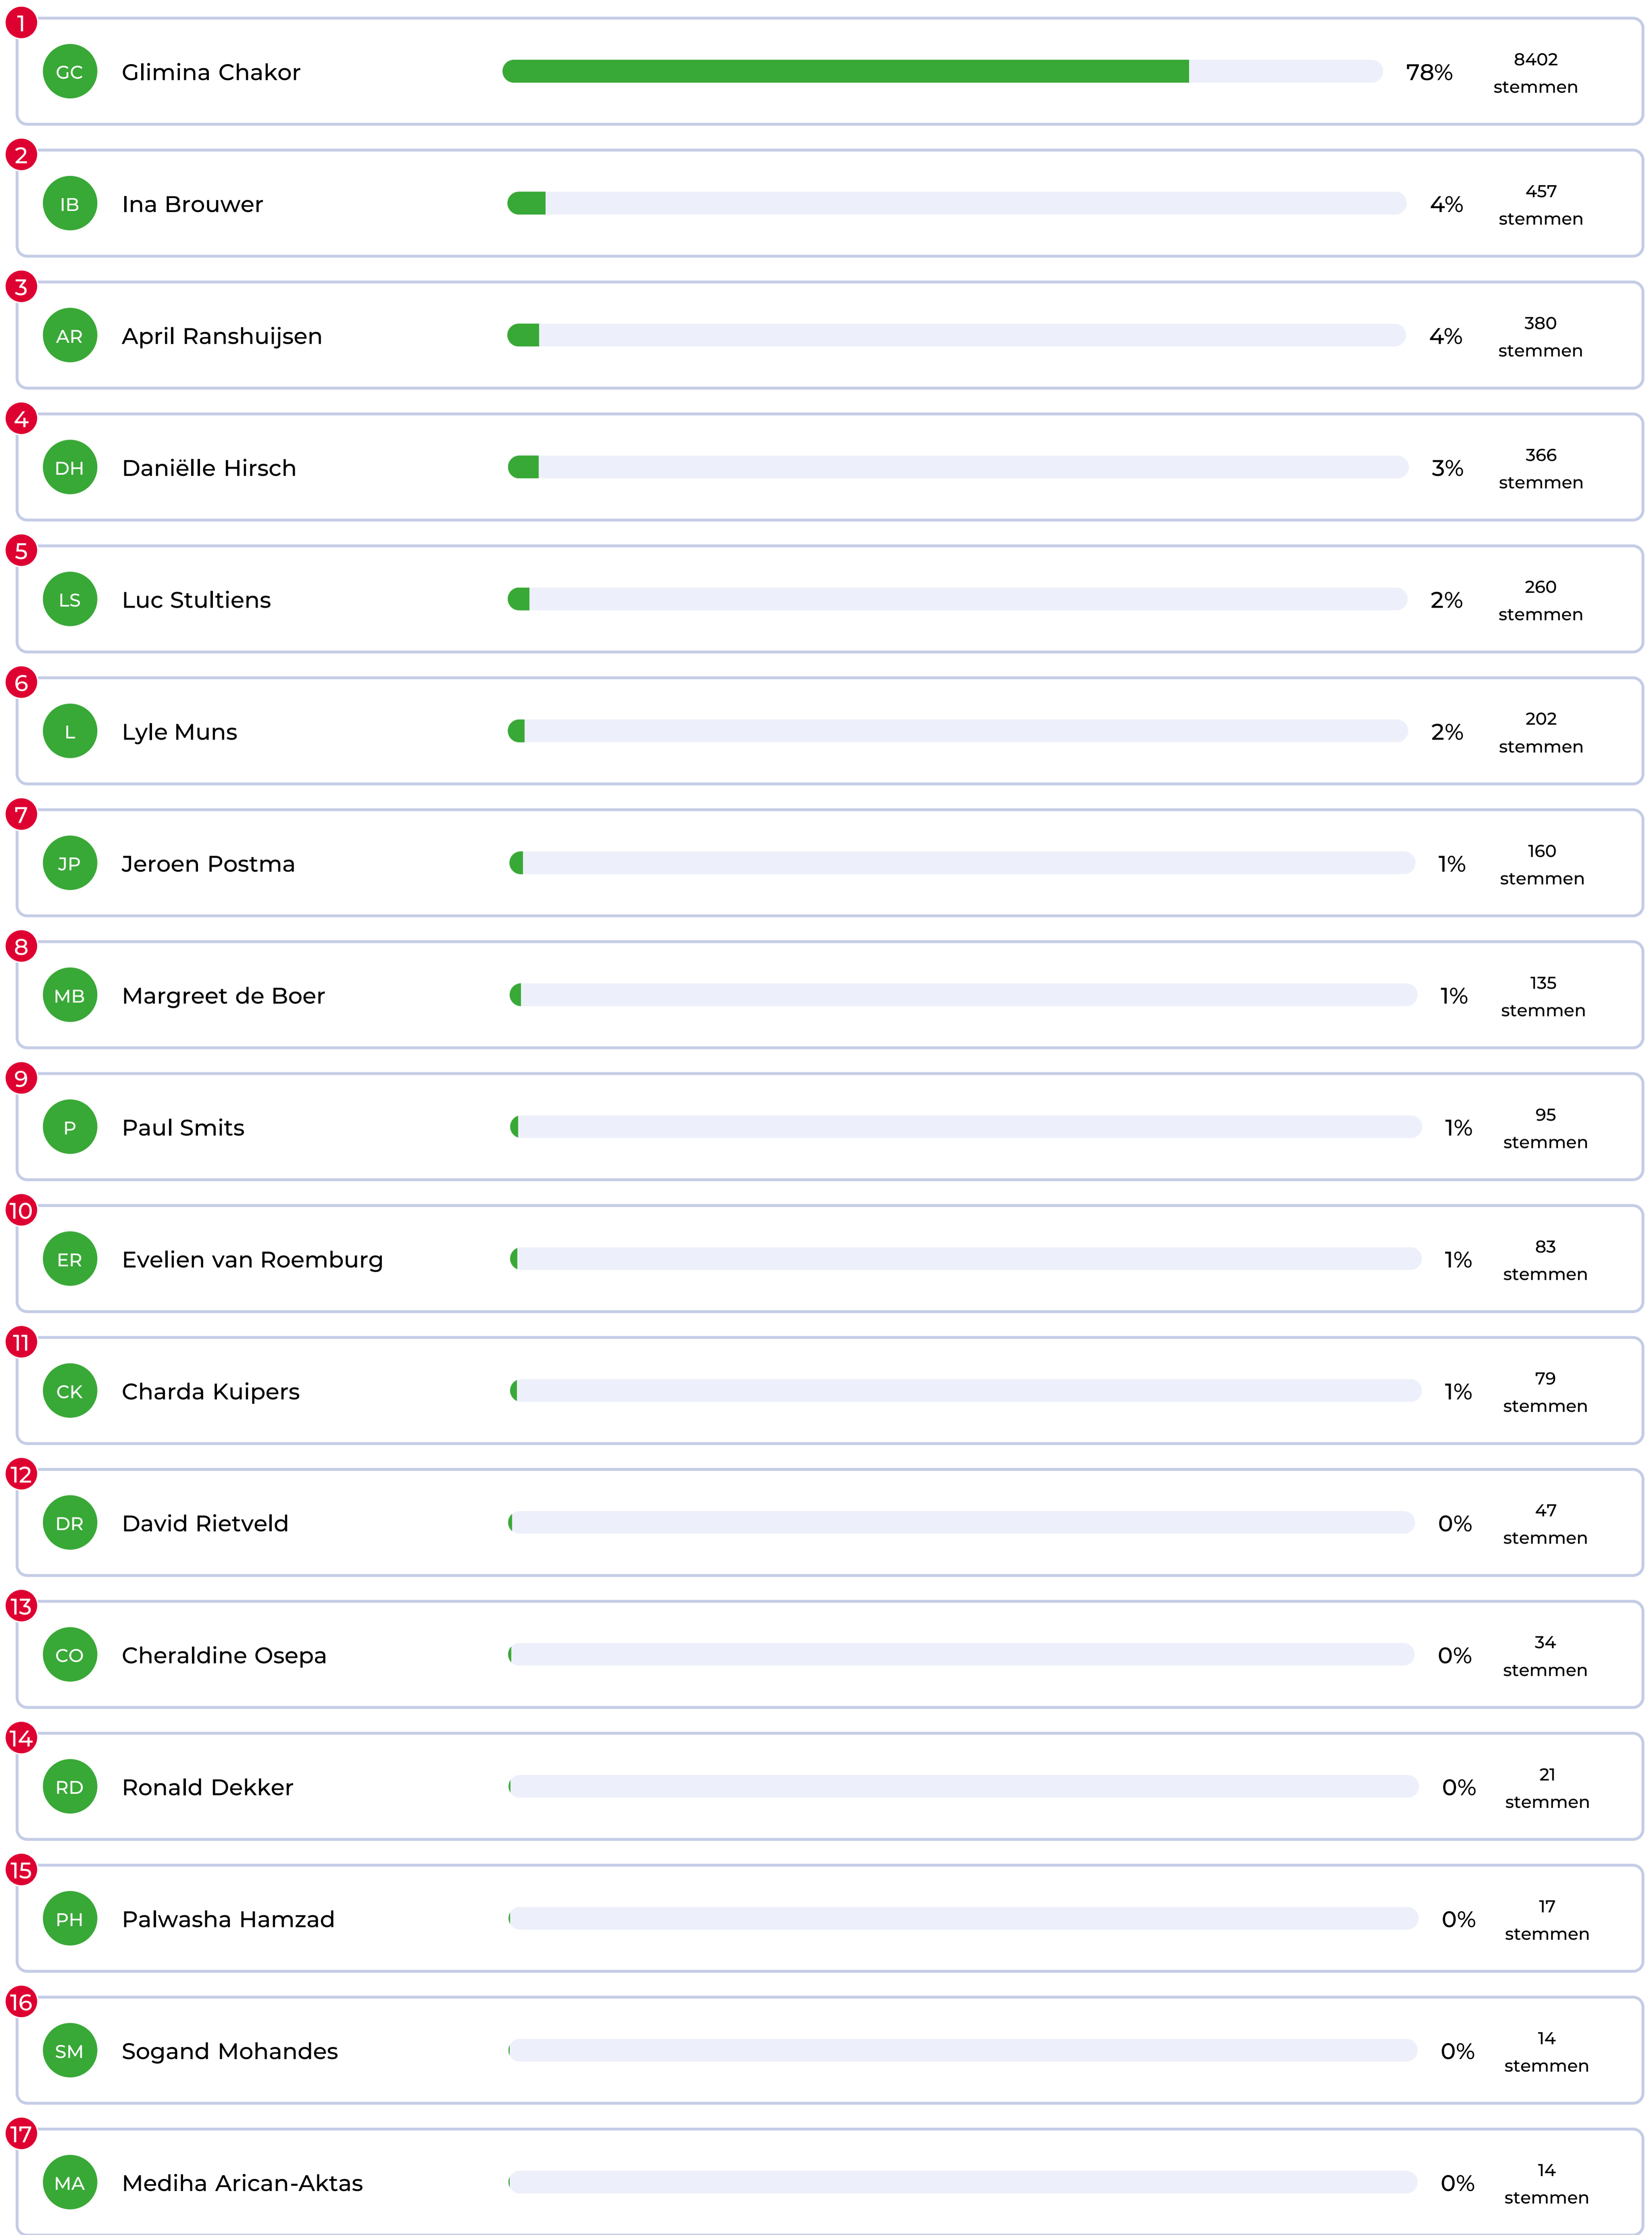 1
GC Glimina Chakor 78% 8402
stemmen
2
IB Ina Brouwer 4% 457
stemmen
3
AR April Ranshuijsen 4% 380
stemmen
4
DH Daniëlle Hirsch 3% 366
stemmen
5
LS Luc Stultiens 2% 260
stemmen
6
L Lyle Muns 2% 202
stemmen
7
JP Jeroen Postma 1% 160
stemmen
8
MB Margreet de Boer 1% 135
stemmen
9
P Paul Smits 1% 95
stemmen
10
ER Evelien van Roemburg 1% 83
stemmen
11
CK Charda Kuipers 1% 79
stemmen
12
DR David Rietveld 0% 47
stemmen
13
CO Cheraldine Osepa 0% 34
stemmen
14
RD Ronald Dekker 0% 21
stemmen
15
PH Palwasha Hamzad 0% 17
stemmen
16
SM Sogand Mohandes 0% 14
stemmen
17
MA Mediha Arican-Aktas 0% 14
stemmen